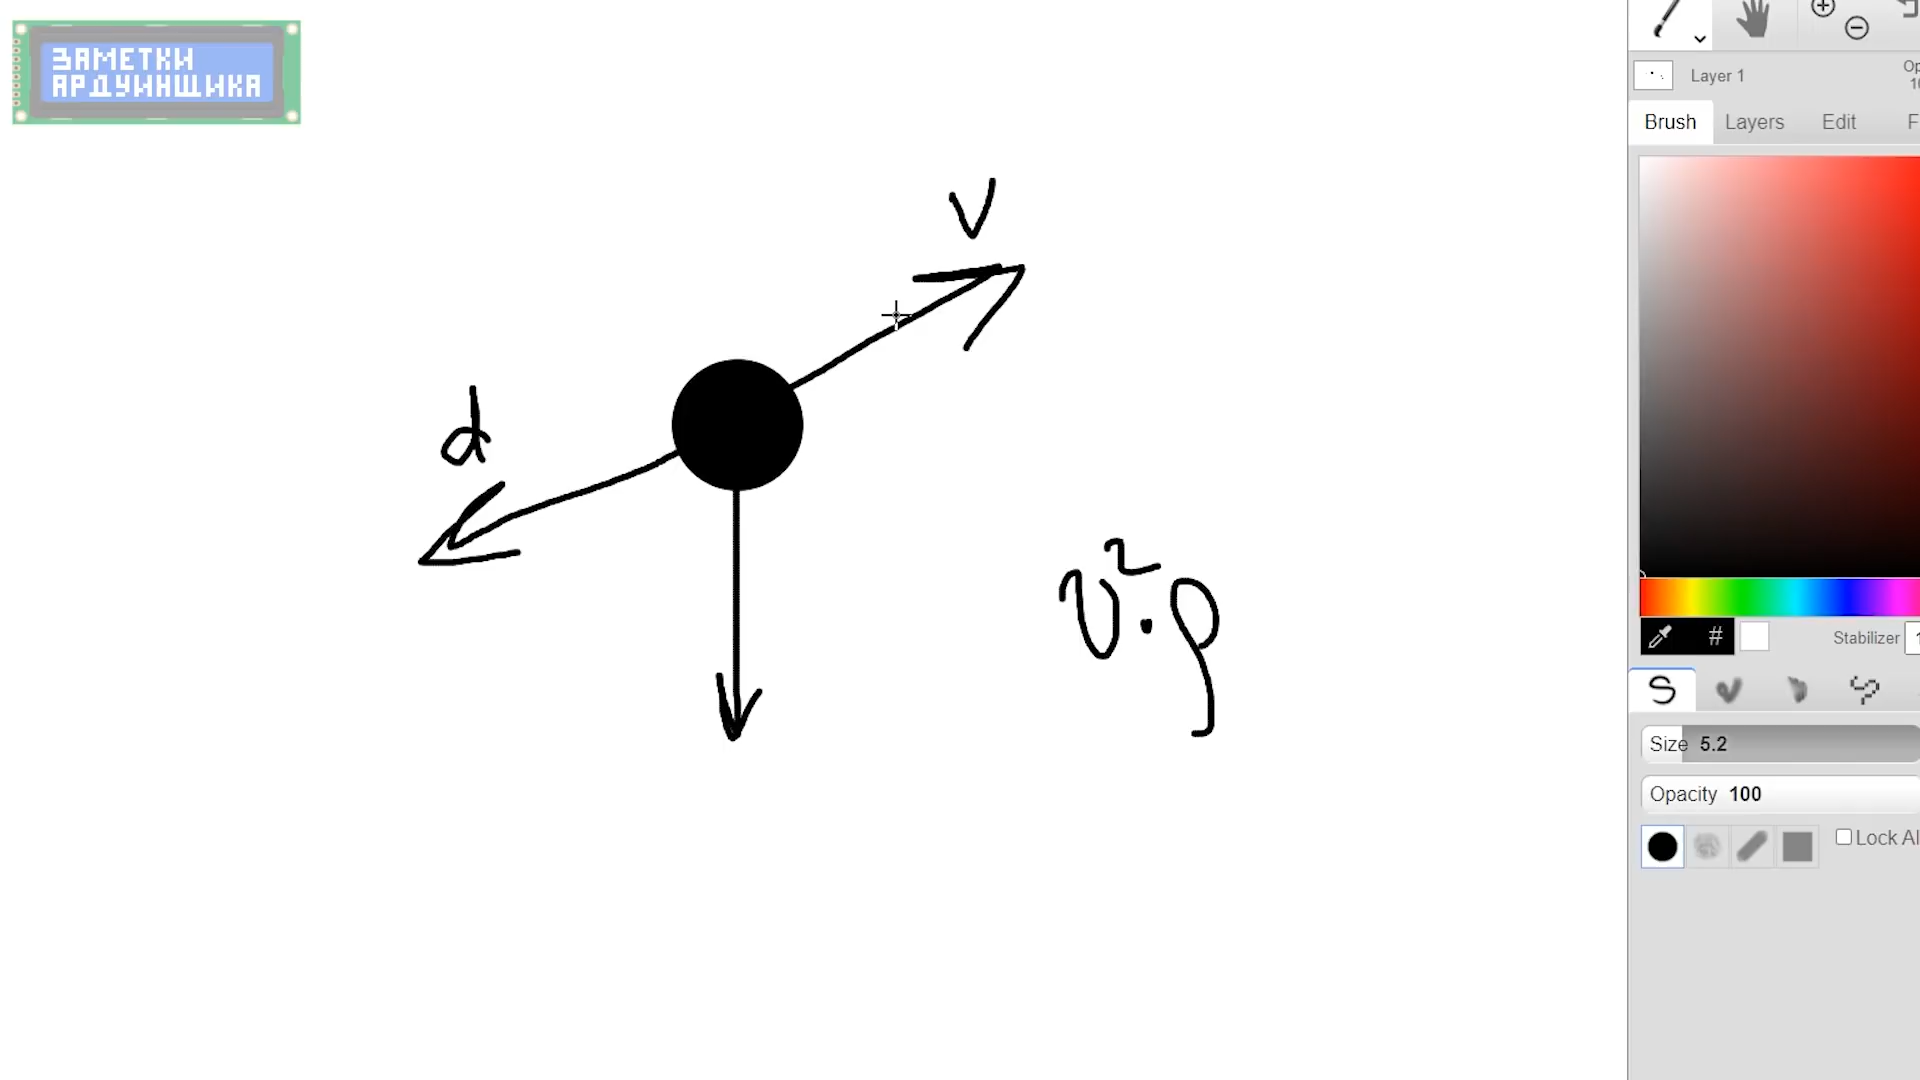 ЗАМЕТКИ
АРДУИНЩИКА
Layer 1
Brush Layers Edit
v
d
v²·ρ
#
Stabilizer
Size 5.2
Opacity 100
Lock Al